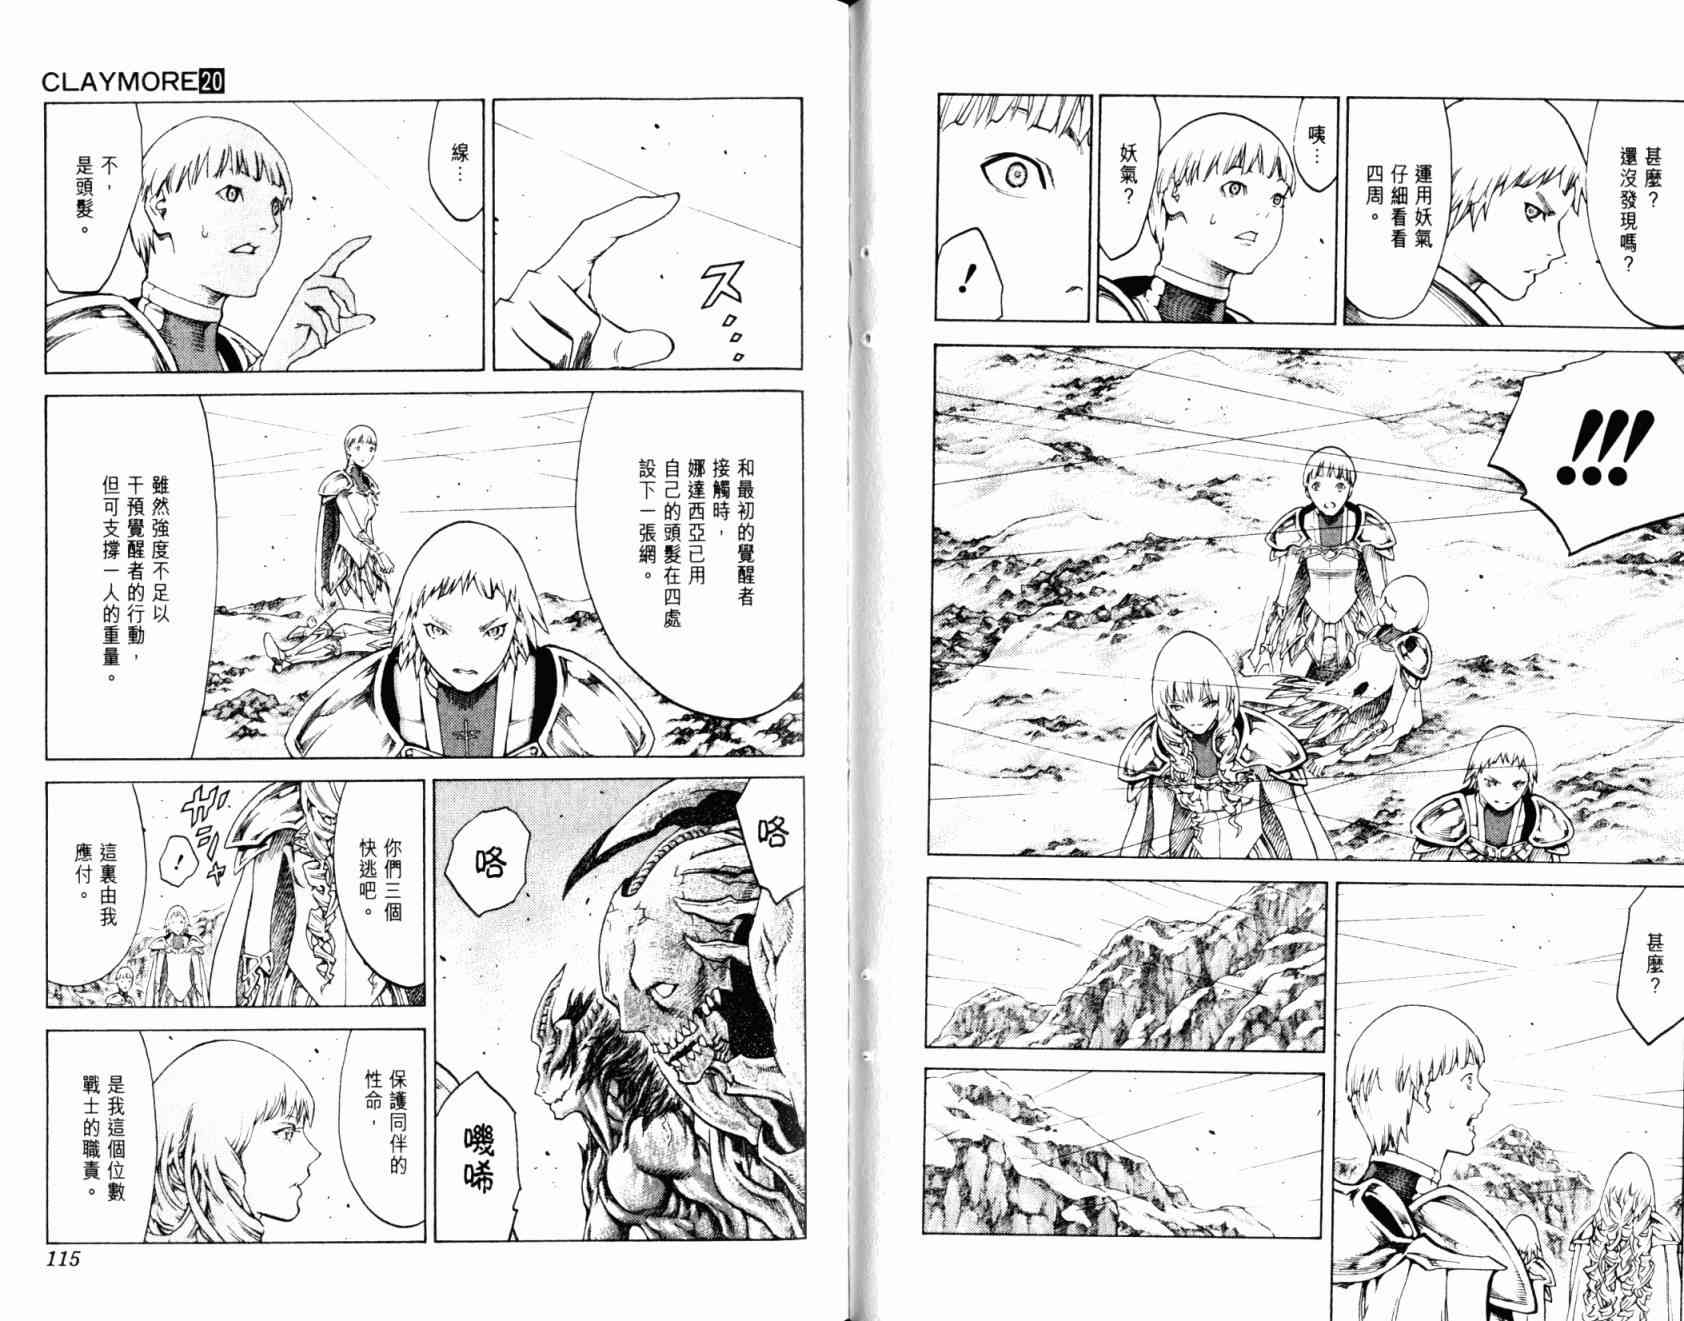 甚麼？
還沒發現嗎？
運用妖氣
仔細看看
四周。
咦…
妖氣？
！
!!!
甚麼？
CLAYMORE20
ス…
線…
不，
是頭髮。
和最初的覺醒者
接觸時，
娜達西亞已用
自己的頭髮在四處
設下一張網。
雖然強度不足以
干預覺醒者的行動，
但可支撐一人的重量。
咯
咯
嘰唏
你們三個
快逃吧。
ザシャ
！
這裏由我
應付。
保護同伴的
性命，
是我這個位數
戰士的職責。
115